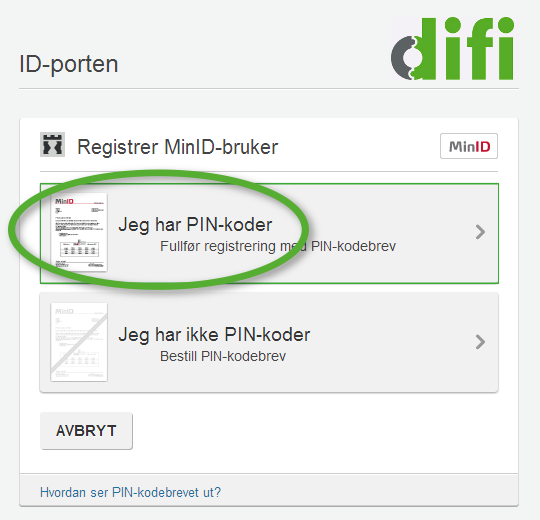 difi
ID-porten
Registrer MinID-bruker
MinID
MinID
Jeg har PIN-koder
Fullfør registrering med PIN-kodebrev
Jeg har ikke PIN-koder
Bestill PIN-kodebrev
AVBRYT
Hvordan ser PIN-kodebrevet ut?